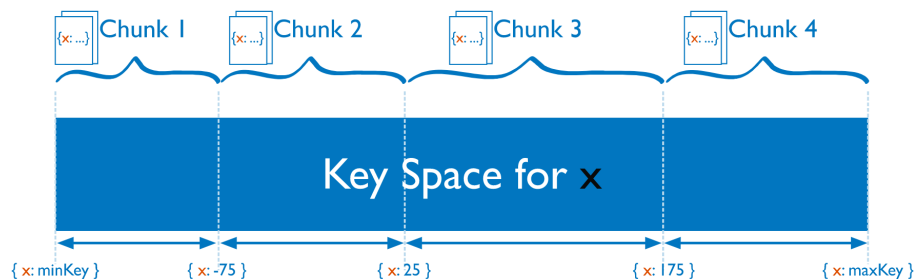 Chunk 1 Chunk 2 Chunk 3 Chunk 4
{x: ...} {x: ...} {x: ...} {x: ...}
Key Space for x
{ x: minKey } { x: -75 } { x: 25 } { x: 175 } { x: maxKey }